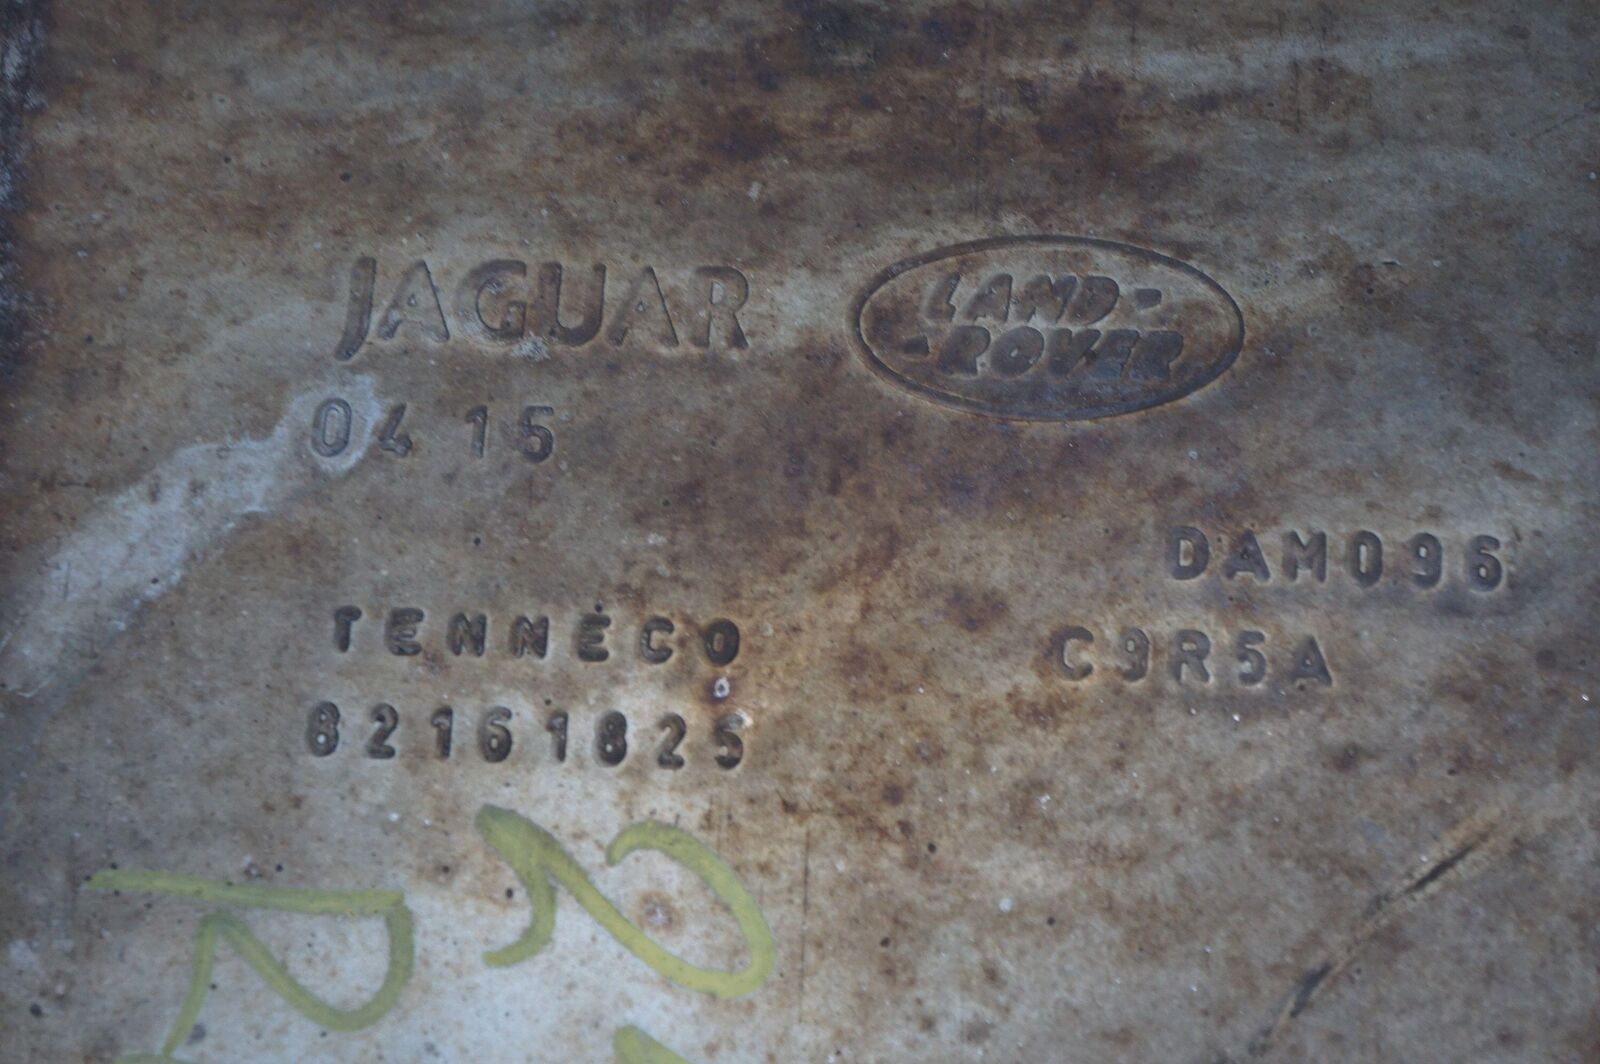 JAGUAR
LAND-
-ROVER
04 15
DAM096
TENNECO
C9R5A
82161825